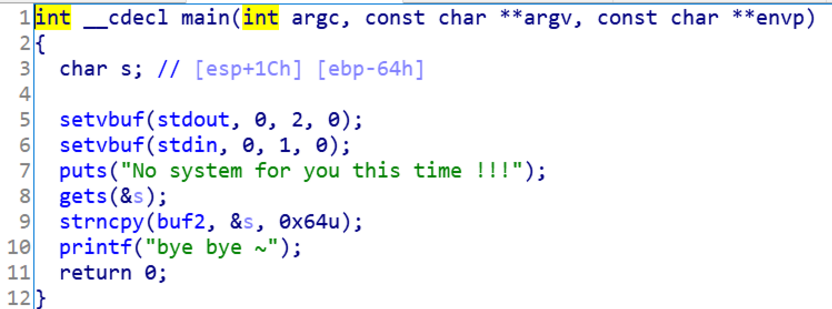 1 int __cdecl main(int argc, const char **argv, const char **envp)
2 {
3   char s; // [esp+1Ch] [ebp-64h]
4
5   setvbuf(stdout, 0, 2, 0);
6   setvbuf(stdin, 0, 1, 0);
7   puts("No system for you this time !!!");
8   gets(&s);
9   strncpy(buf2, &s, 0x64u);
10   printf("bye bye ~");
11   return 0;
12 }